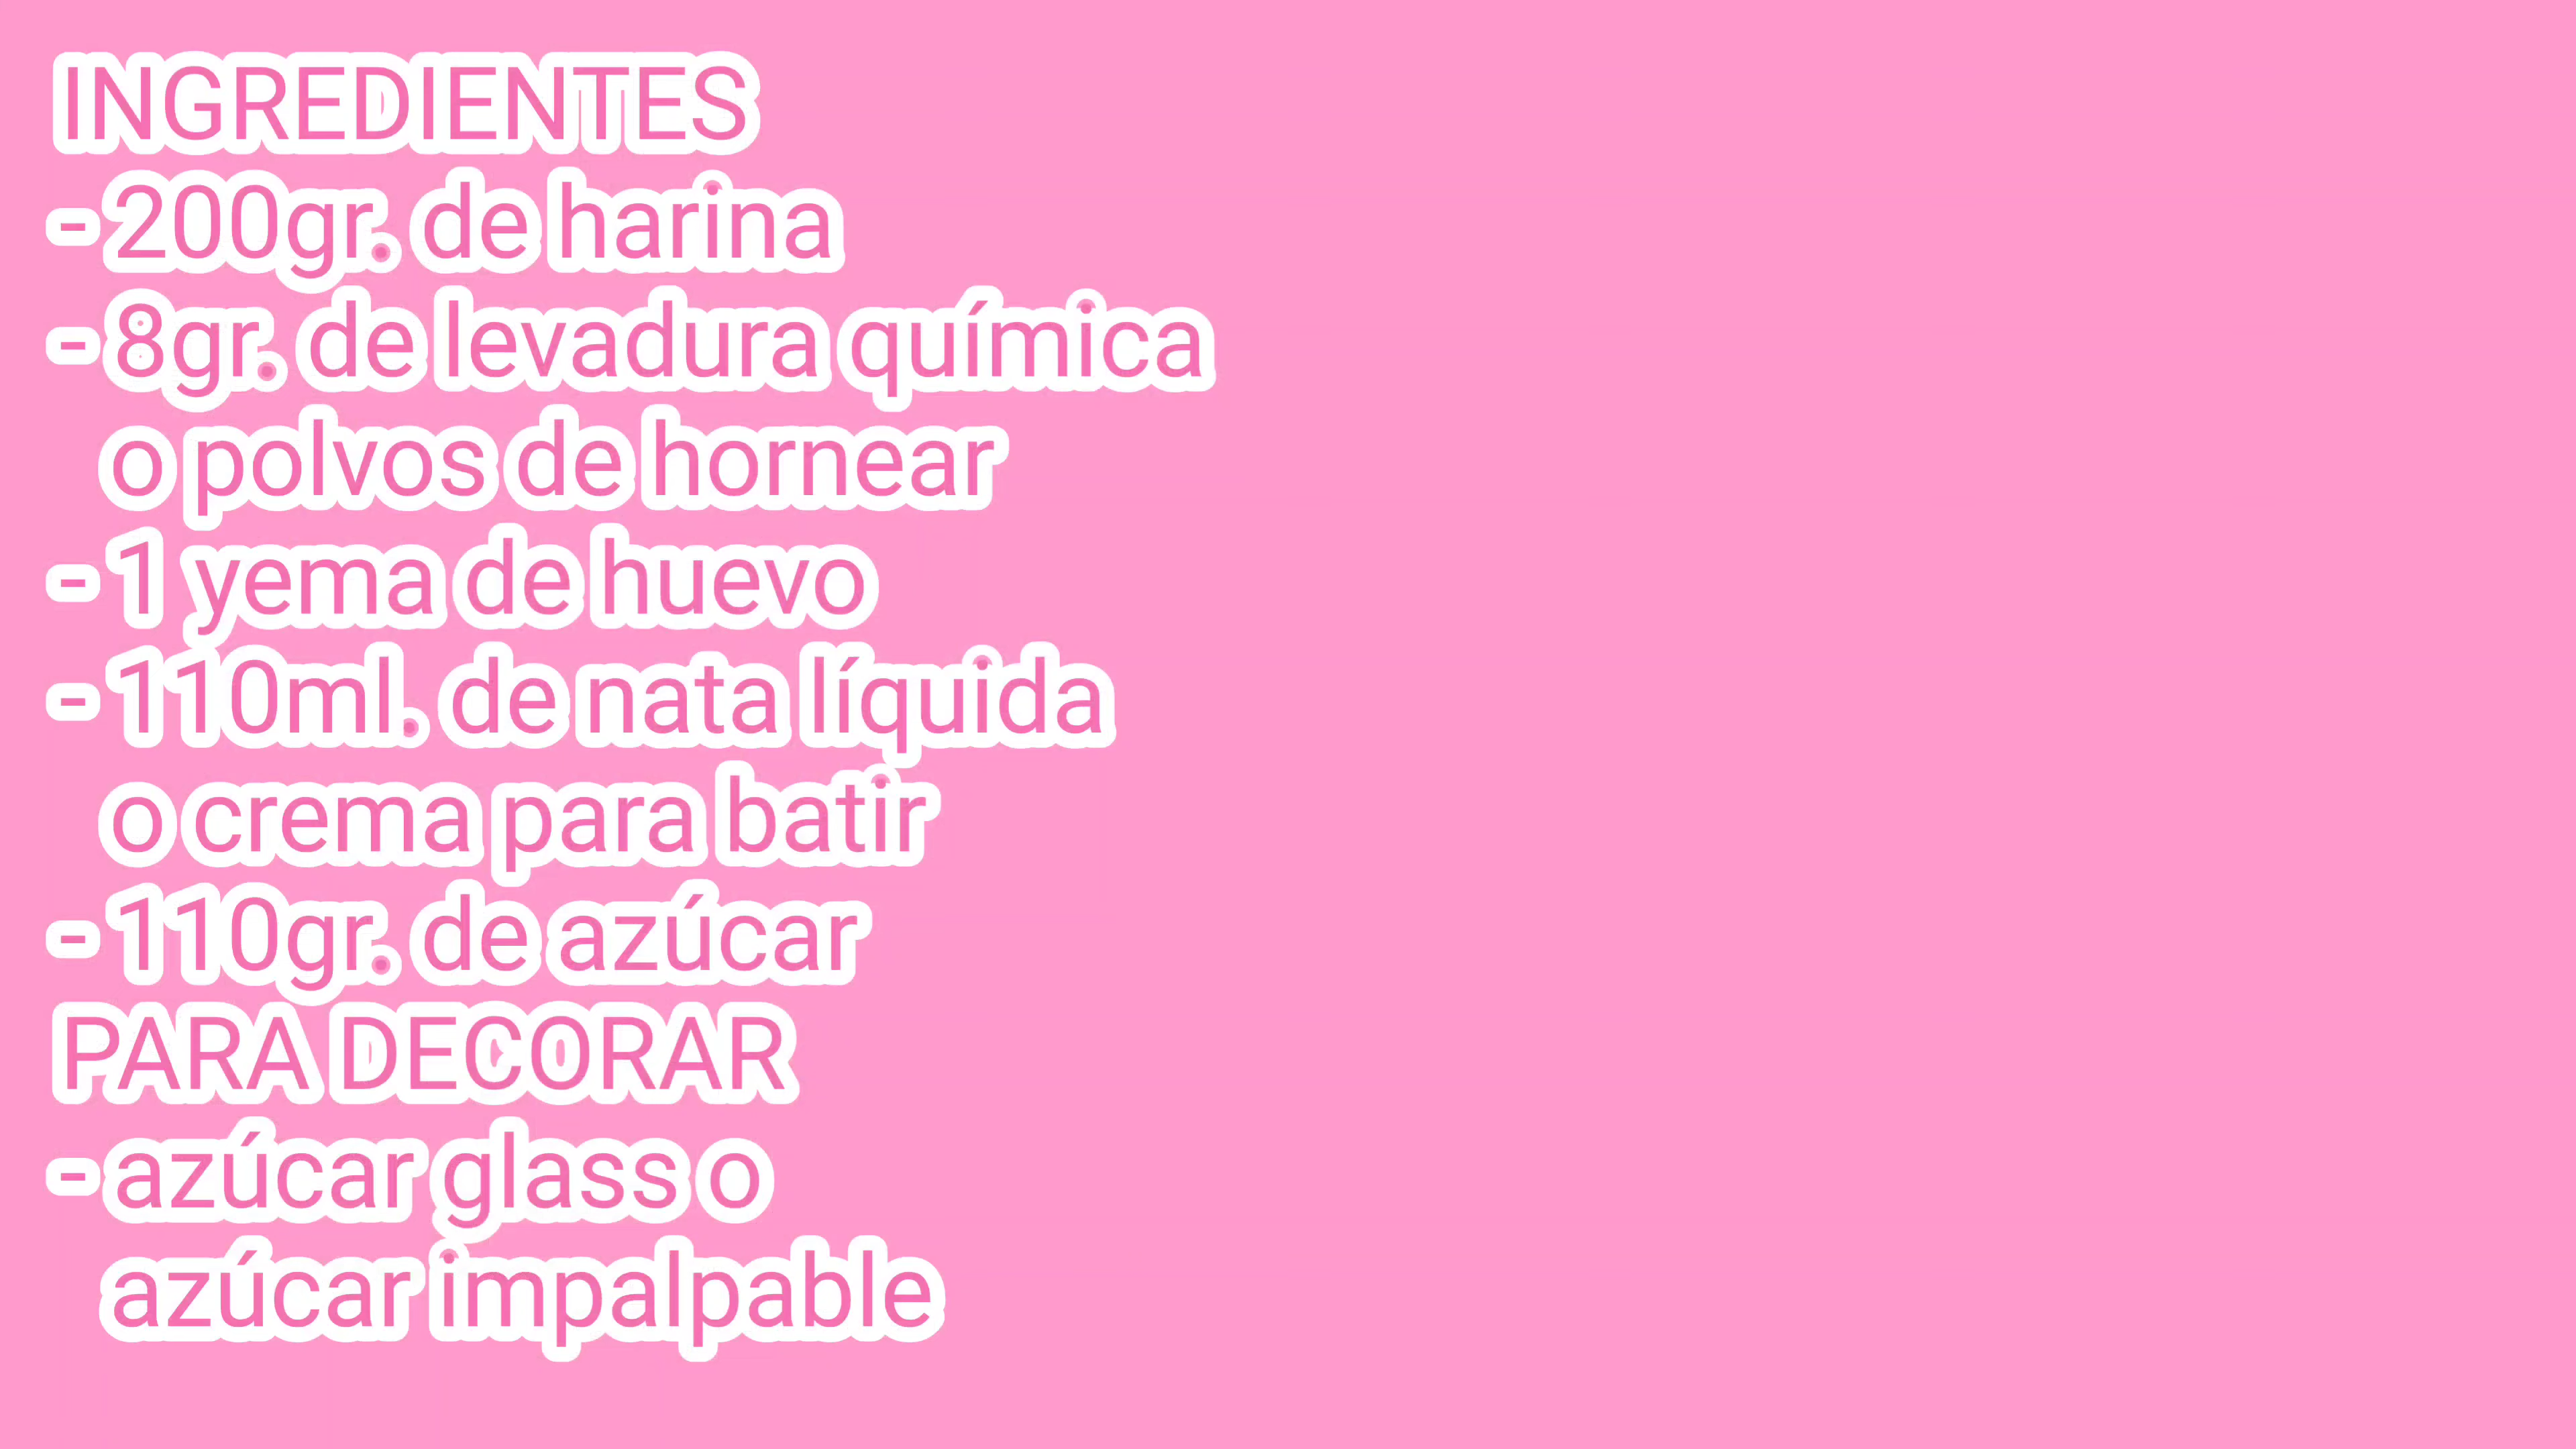 INGREDIENTES
- 200gr. de harina
- 8gr. de levadura química
o polvos de hornear
- 1 yema de huevo
- 110ml. de nata líquida
o crema para batir
- 110gr. de azúcar
PARA DECORAR
- azúcar glass o
azúcar impalpable